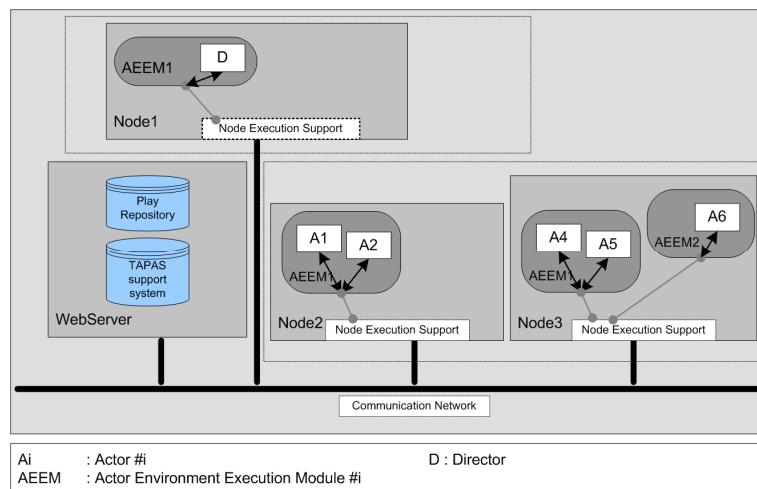 D
AEEM1
Node1
Node Execution Support
Play
Repository
TAPAS
support
system
WebServer
A1
A2
AEEM1
Node2
Node Execution Support
A4
A5
AEEM1
A6
AEEM2
Node3
Node Execution Support
Communication Network
Ai : Actor #i D : Director
AEEM : Actor Environment Execution Module #i